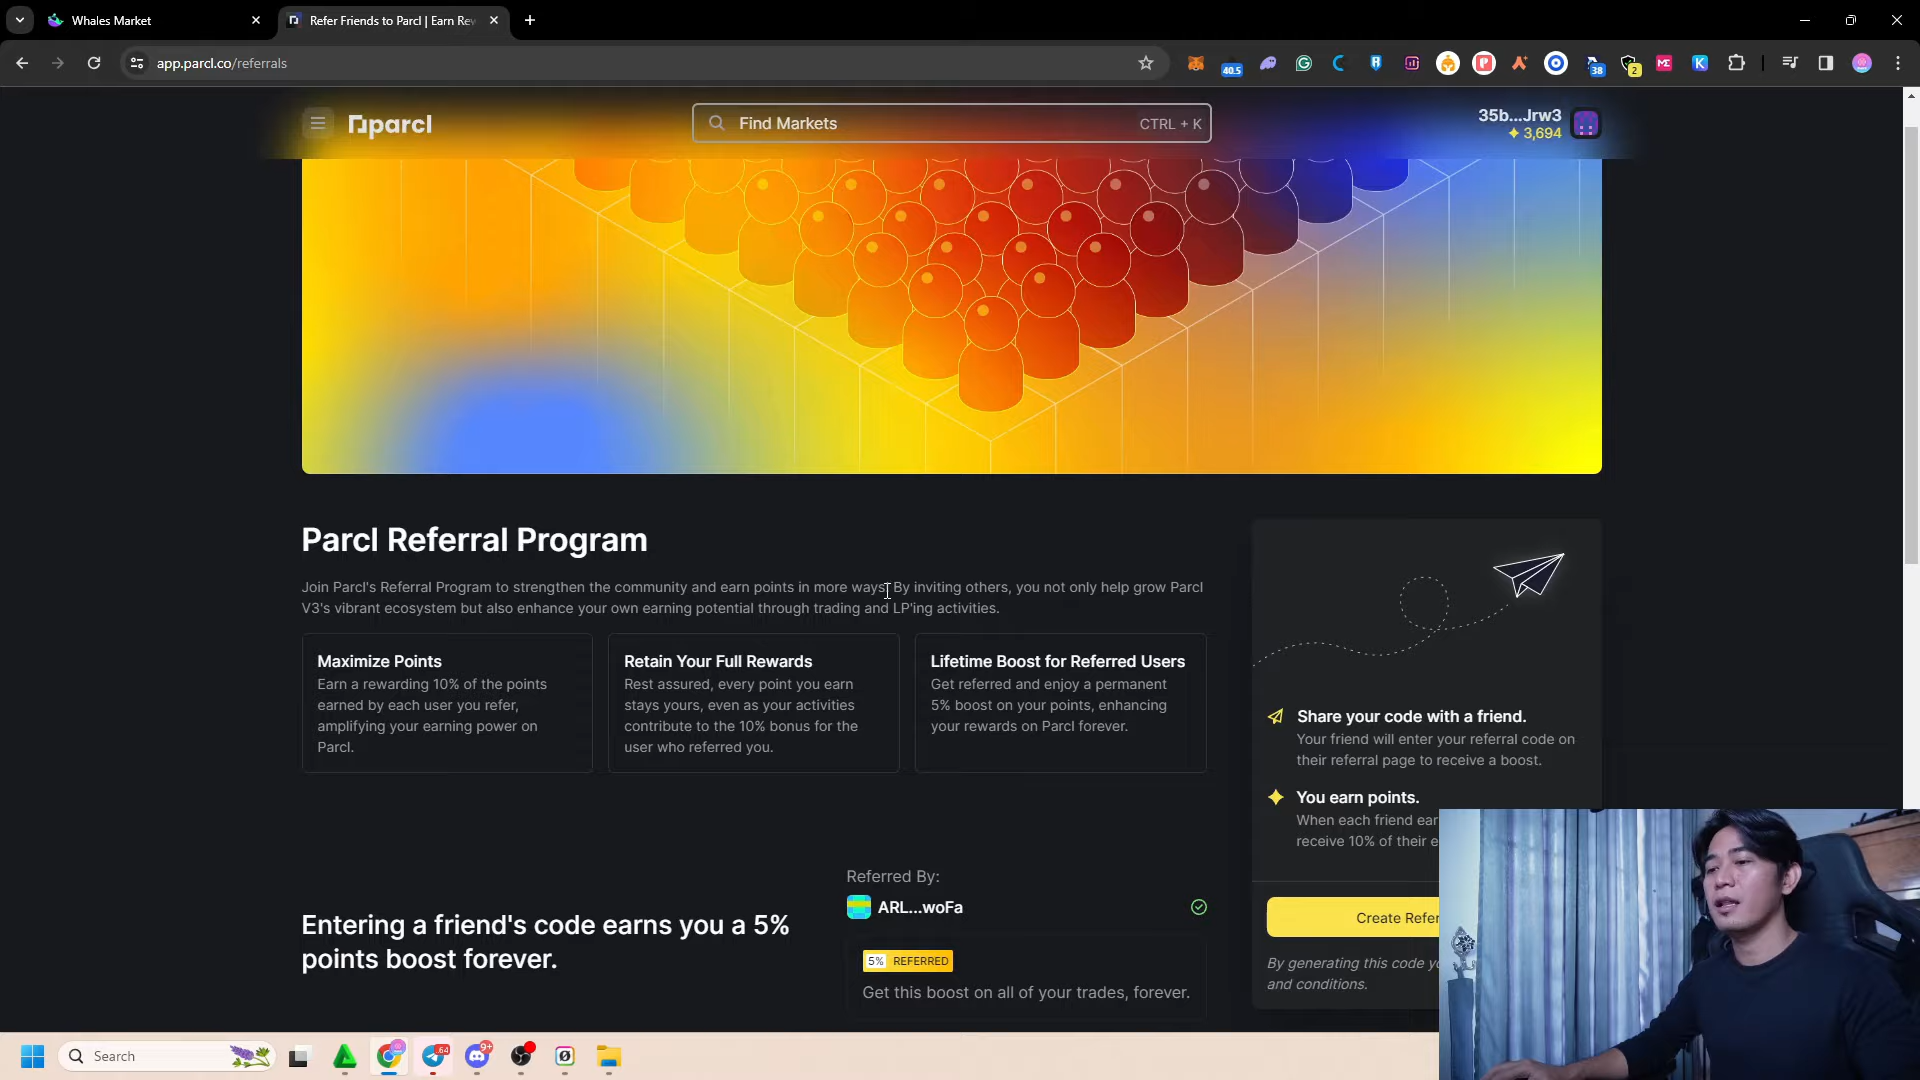 Whales Market
Refer Friends to Parcl | Earn Rew
app.parcl.co/referrals
40.5
38
2
parcl
Find Markets
CTRL + K
35b...Jrw3
3,694
Parcl Referral Program
Join Parcl's Referral Program to strengthen the community and earn points in more ways. By inviting others, you not only help grow Parcl
V3's vibrant ecosystem but also enhance your own earning potential through trading and LP'ing activities.
Maximize Points
Earn a rewarding 10% of the points
earned by each user you refer,
amplifying your earning power on
Parcl.
Retain Your Full Rewards
Rest assured, every point you earn
stays yours, even as your activities
contribute to the 10% bonus for the
user who referred you.
Lifetime Boost for Referred Users
Get referred and enjoy a permanent
5% boost on your points, enhancing
your rewards on Parcl forever.
Share your code with a friend.
Your friend will enter your referral code on
their referral page to receive a boost.
You earn points.
When each friend ear
receive 10% of their e
Create Refer
By generating this code yo
and conditions.
Entering a friend's code earns you a 5%
points boost forever.
Referred By:
ARL...woFa
5% REFERRED
Get this boost on all of your trades, forever.
Search
64
9+